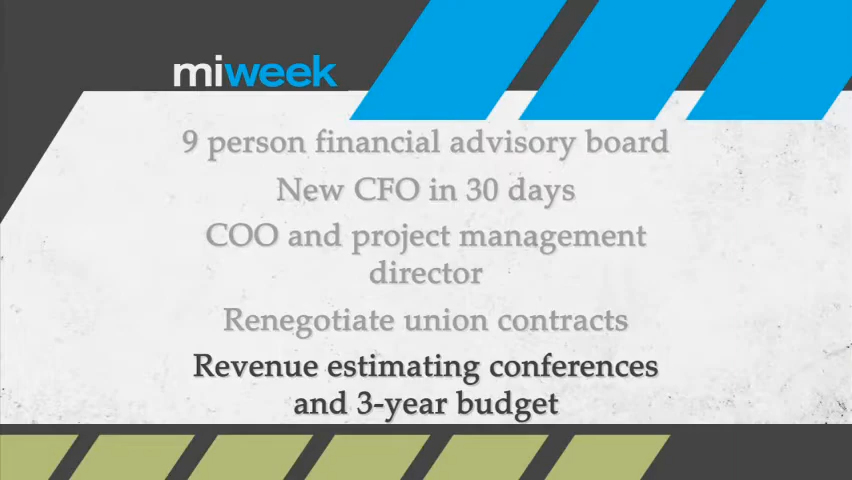 miweek
9 person financial advisory board
New CFO in 30 days
COO and project management
director
Renegotiate union contracts
Revenue estimating conferences
and 3-year budget